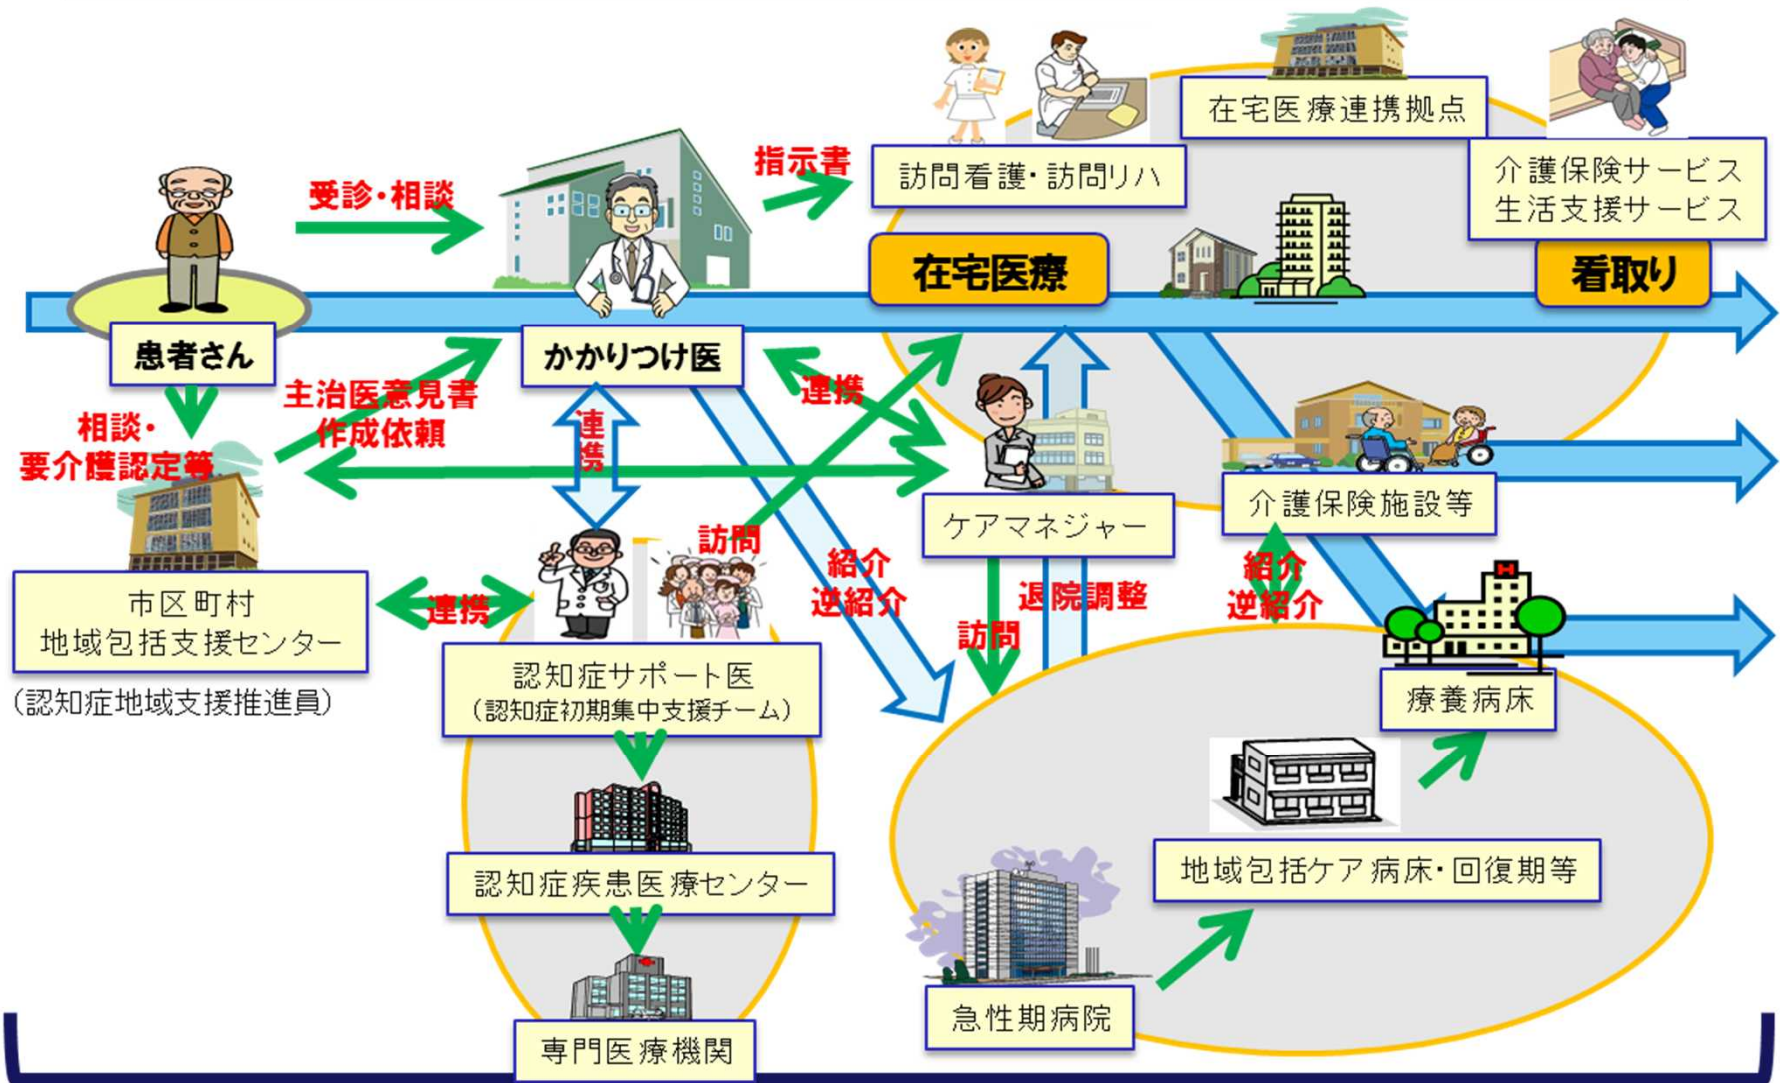 在宅医療連携拠点
指示書
訪問看護・訪問リハ
介護保険サービス
生活支援サービス
受診・相談
在宅医療
看取り
患者さん
かかりつけ医
主治医意見書
作成依頼
連携
連携
相談・
要介護認定等
介護保険施設等
ケアマネジャー
訪問
紹介
逆紹介
退院調整
紹介
逆紹介
訪問
市区町村
地域包括支援センター
(認知症地域支援推進員)
連携
認知症サポート医
(認知症初期集中支援チーム)
H
療養病床
認知症疾患医療センター
地域包括ケア病床・回復期等
急性期病院
専門医療機関